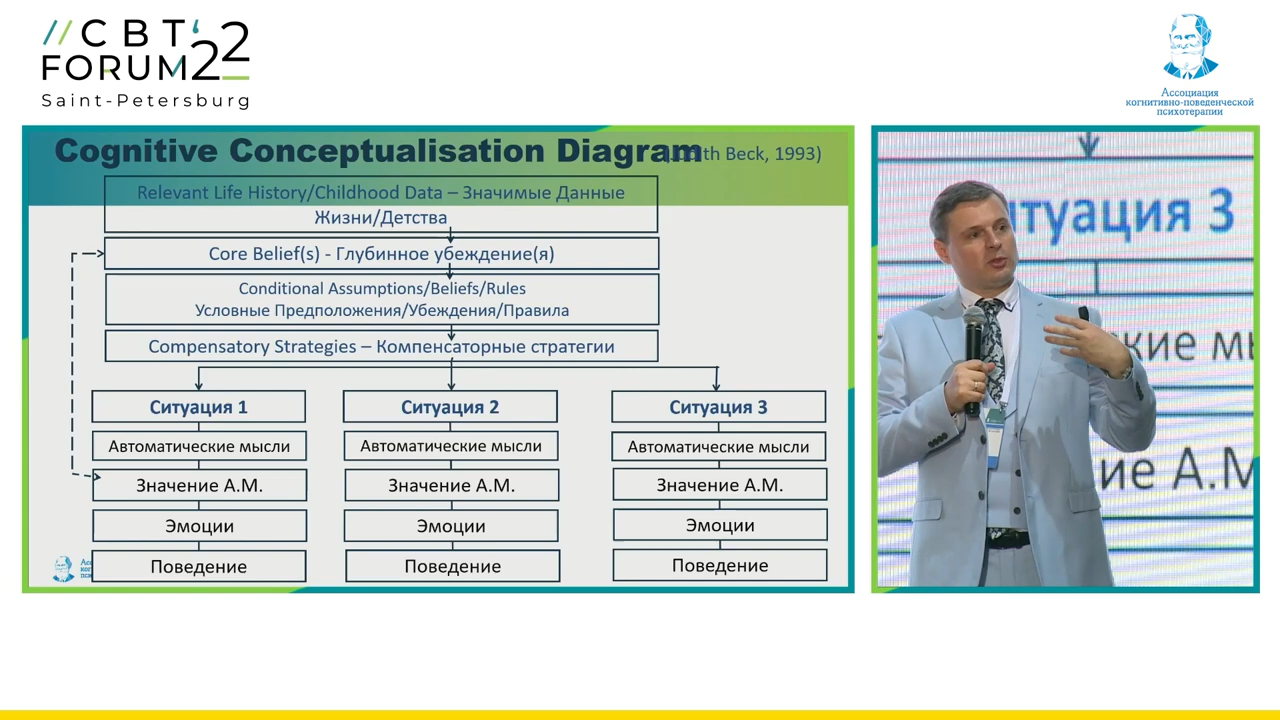 //CBT'22
FORUM
Saint-Petersburg
Ассоциация
когнитивно-поведенческой
психотерапии
Cognitive Conceptualisation Diagram (Judith Beck, 1993)
Relevant Life History/Childhood Data – Значимые Данные
Жизни/Детства
Core Belief(s) - Глубинное убеждение(я)
Conditional Assumptions/Beliefs/Rules
Условные Предположения/Убеждения/Правила
Compensatory Strategies – Компенсаторные стратегии
Ситуация 1
Ситуация 2
Ситуация 3
Автоматические мысли
Автоматические мысли
Автоматические мысли
Значение А.М.
Значение А.М.
Значение А.М.
Эмоции
Эмоции
Эмоции
Поведение
Поведение
Поведение
туация 3
кие м
ие А.М